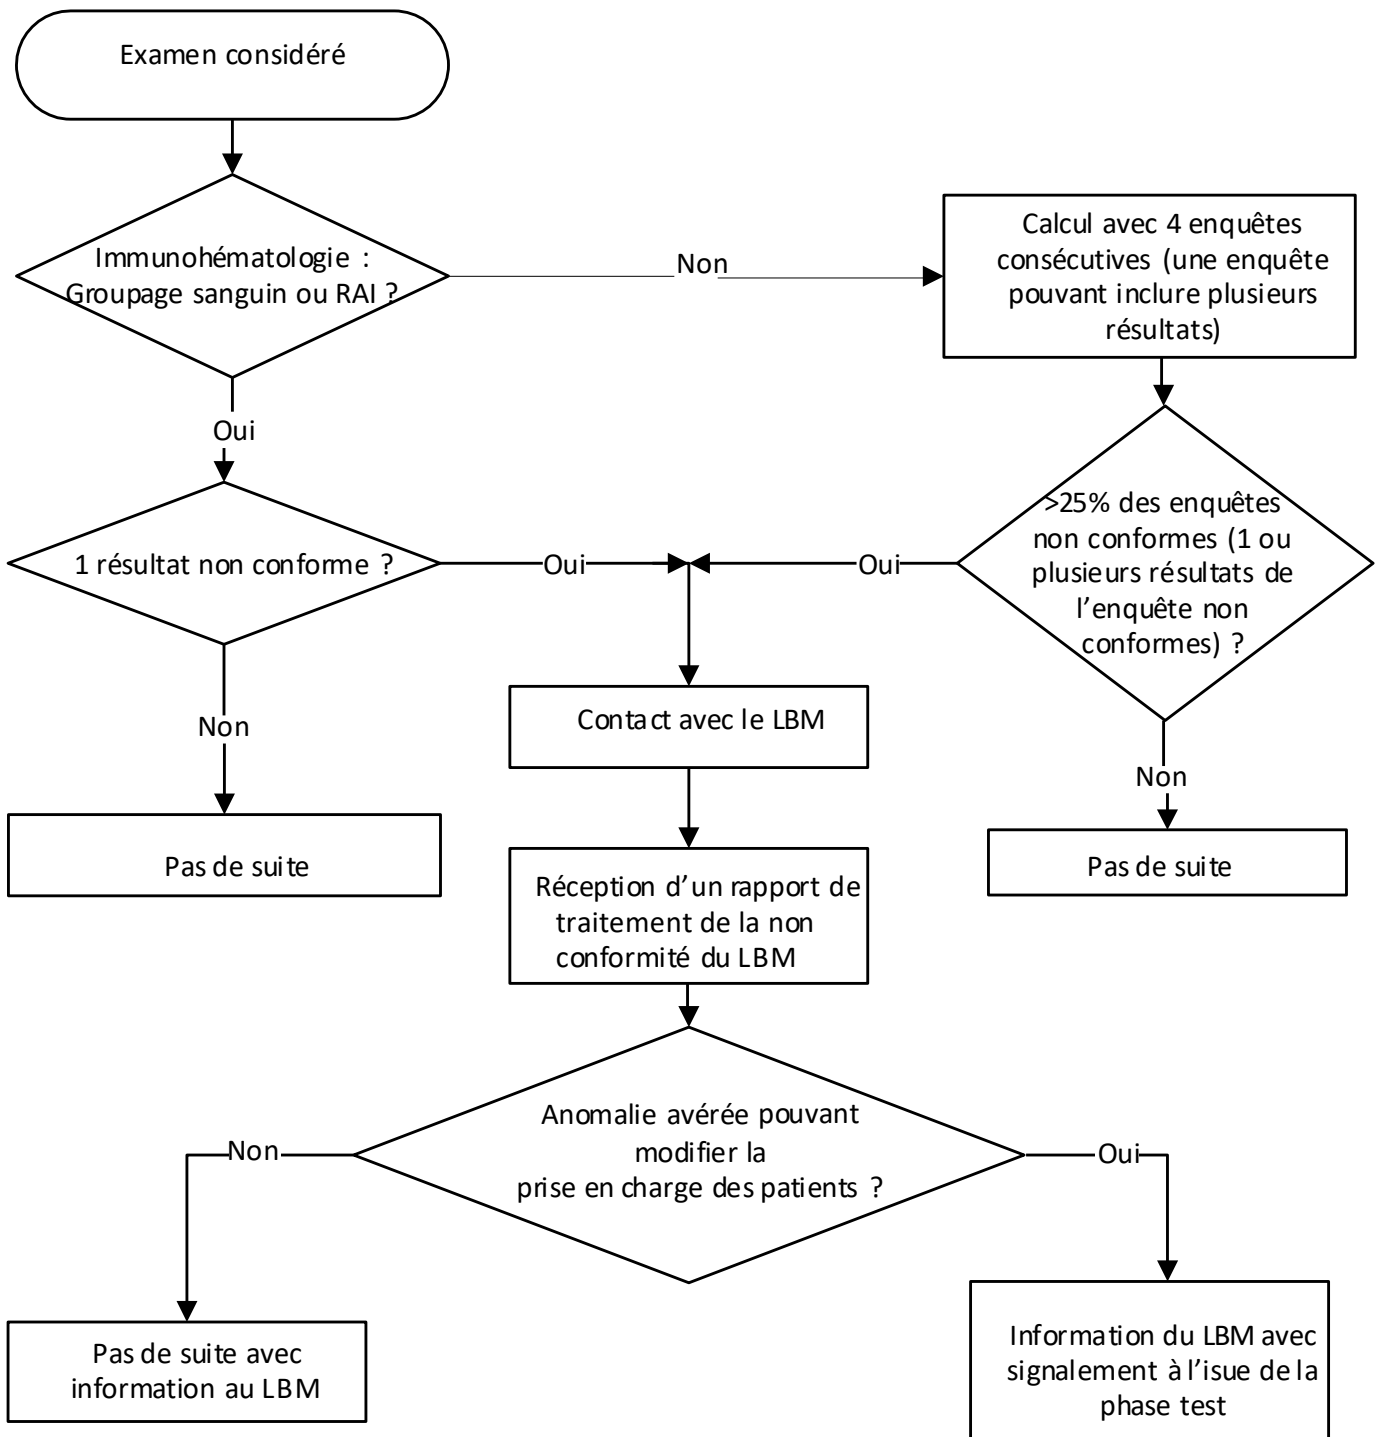 Examen considéré
Immunohématologie :
Groupage sanguin ou RAI ?
Non
Calcul avec 4 enquêtes
consécutives (une enquête
pouvant inclure plusieurs
résultats)
Oui
1 résultat non conforme ?
Oui
Oui
>25% des enquêtes
non conformes (1 ou
plusieurs résultats de
l’enquête non
conformes) ?
Non
Contact avec le LBM
Non
Pas de suite
Pas de suite
Réception d’un rapport de
traitement de la non
conformité du LBM
Anomalie avérée pouvant
modifier la
prise en charge des patients ?
Non
Oui
Pas de suite avec
information au LBM
Information du LBM avec
signalement à l’isue de la
phase test